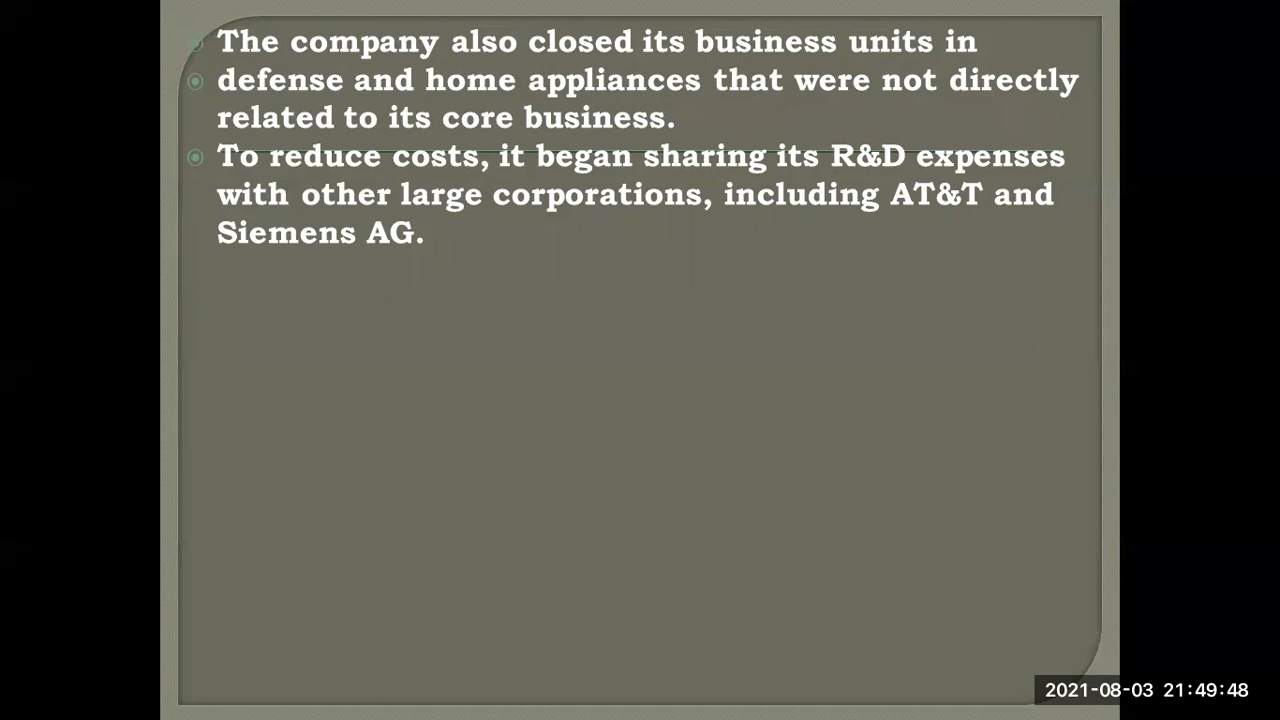 The company also closed its business units in
defense and home appliances that were not directly
related to its core business.
To reduce costs, it began sharing its R&D expenses
with other large corporations, including AT&T and
Siemens AG.
2021-08-03 21:49:48